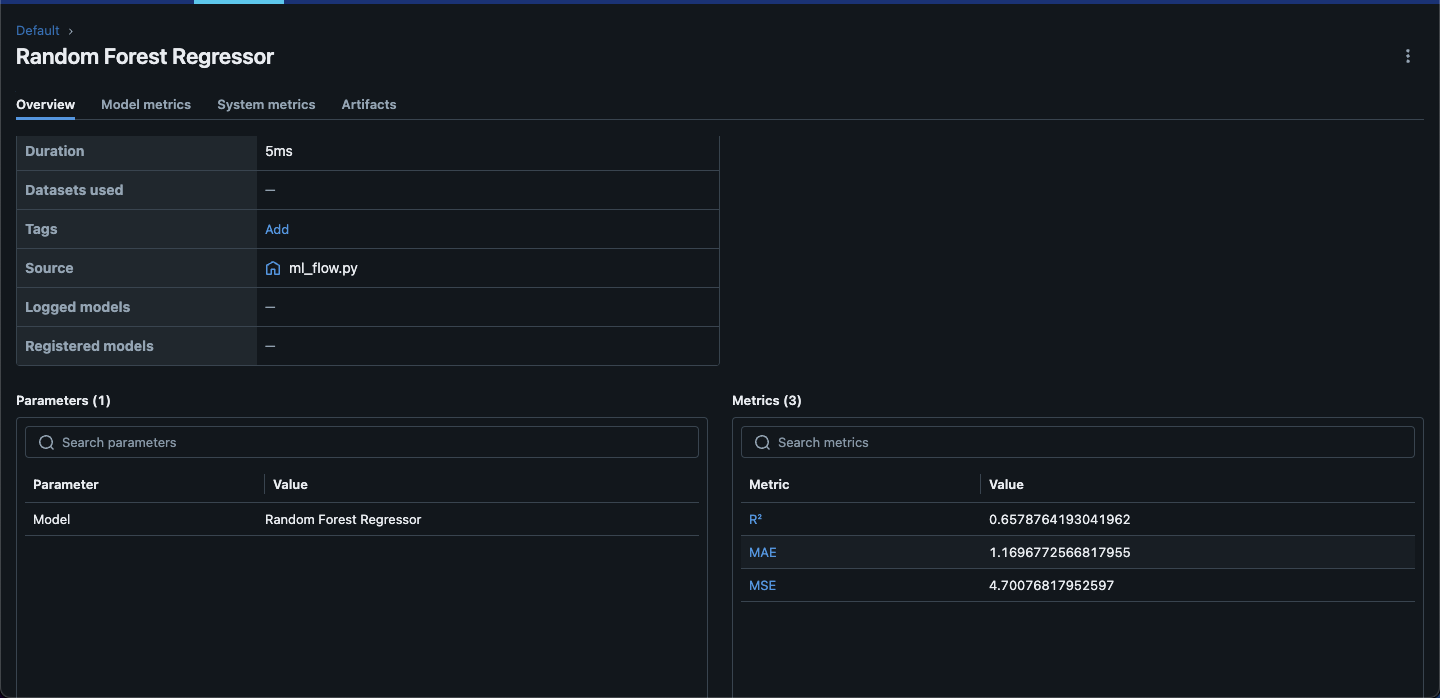 Default ›
Random Forest Regressor
Overview Model metrics System metrics Artifacts
Duration 5ms
Datasets used —
Tags Add
Source ml_flow.py
Logged models —
Registered models —
Parameters (1)
Search parameters
Parameter Value
Model Random Forest Regressor
Metrics (3)
Search metrics
Metric Value
R² 0.6578764193041962
MAE 1.1696772566817955
MSE 4.70076817952597